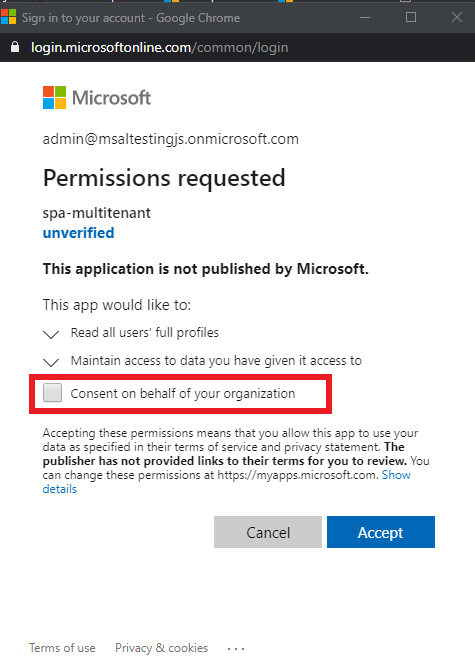 Sign in to your account - Google Chrome
login.microsoftonline.com/common/login
Microsoft
admin@msaltestingjs.onmicrosoft.com
Permissions requested
spa-multitenant
unverified
This application is not published by Microsoft.
This app would like to:
Read all users' full profiles
Maintain access to data you have given it access to
Consent on behalf of your organization
Accepting these permissions means that you allow this app to use your
data as specified in their terms of service and privacy statement. The
publisher has not provided links to their terms for you to review. You
can change these permissions at https://myapps.microsoft.com. Show
details
Cancel
Accept
Terms of use
Privacy & cookies
...